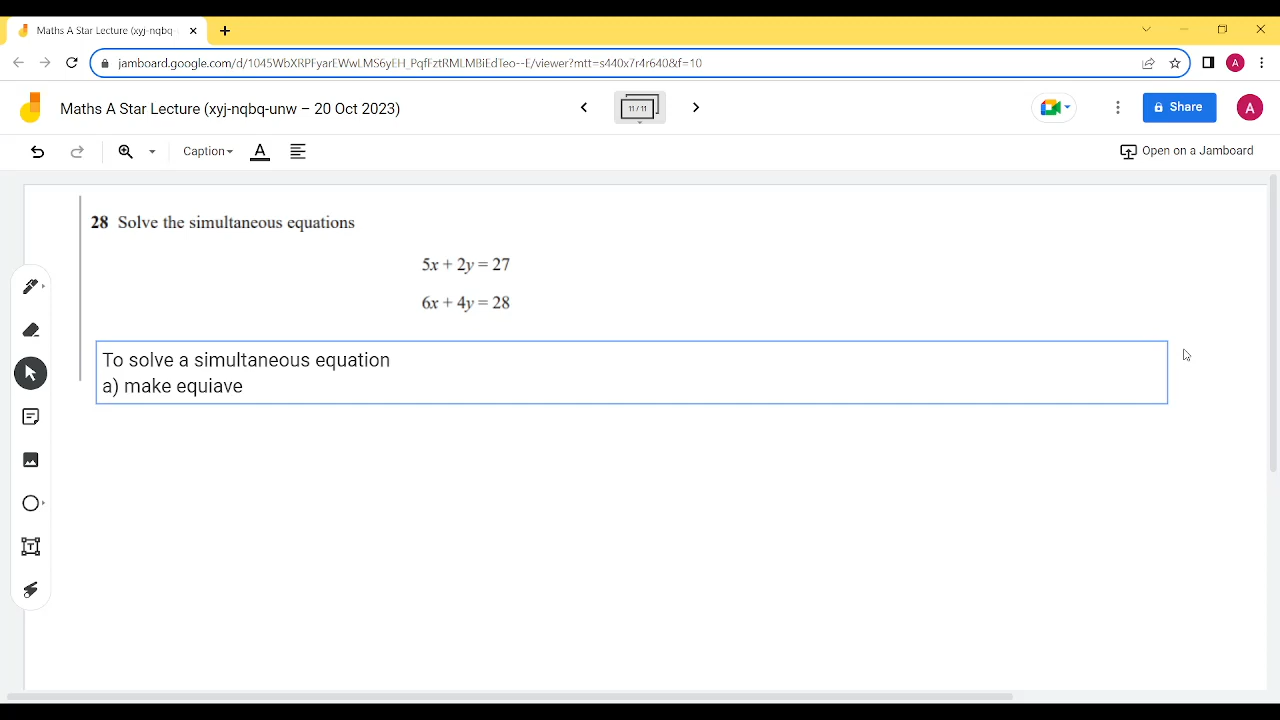 Maths A Star Lecture (xyj-nqbq
jamboard.google.com/d/1045WbXRPFyarEWwLMS6yEH_PqfFztRMLMBiEdTeo--E/viewer?mtt=s440x7r4r640&f=10
A
Maths A Star Lecture (xyj-nqbq-unw – 20 Oct 2023)
11 / 11
Share
A
Caption
A
Open on a Jamboard
28 Solve the simultaneous equations
5x + 2y = 27
6x + 4y = 28
To solve a simultaneous equation
a) make equiave